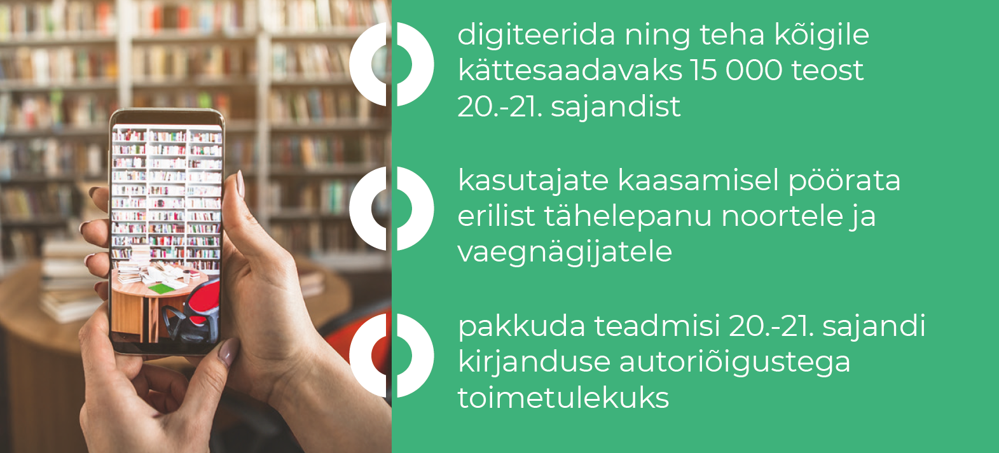 digiteerida ning teha kõigile
kättesaadavaks 15 000 teost
20.-21. sajandist
kasutajate kaasamisel pöörata
erilist tähelepanu noortele ja
vaegnägijatele
pakkuda teadmisi 20.-21. sajandi
kirjanduse autoriõigustega
toimetulekuks